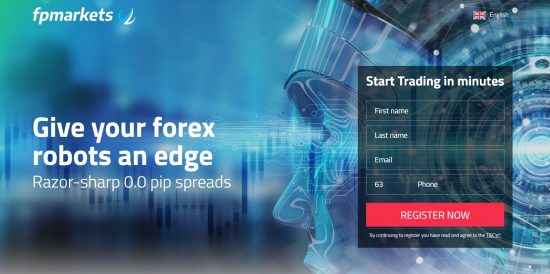 fpmarkets
English
Give your forex
robots an edge
Razor-sharp 0.0 pip spreads
Start Trading in minutes
First name
Last name
Email
63 Phone
REGISTER NOW
By continuing to register you have read and agree to the T&C's*.